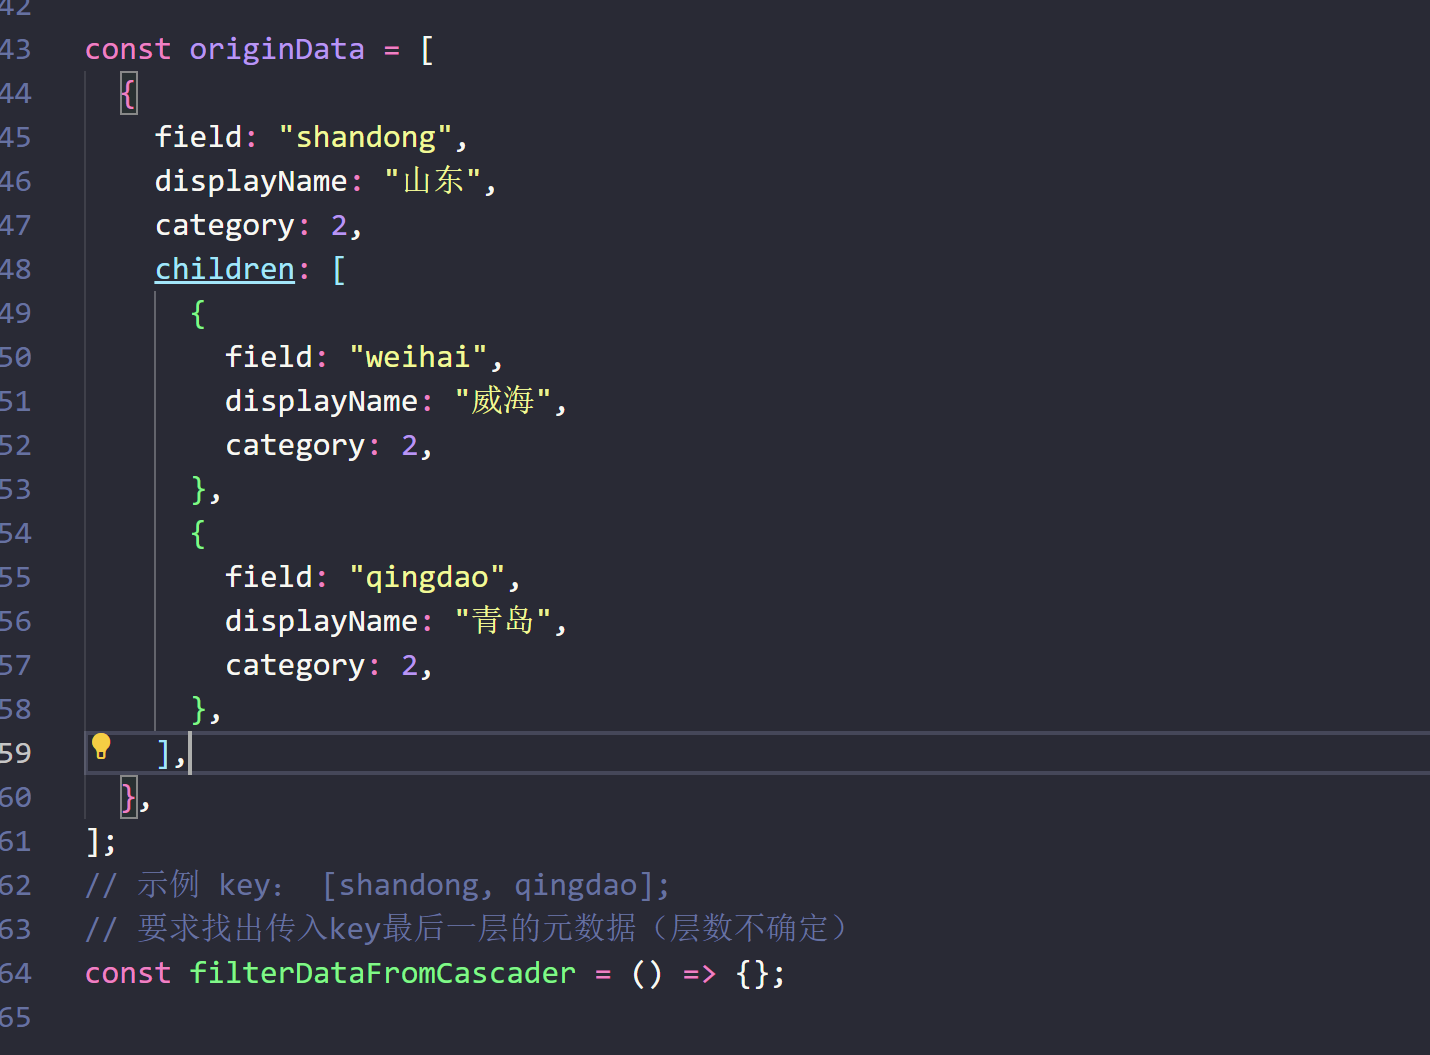 42
43 const originData = [
44 {
45 field: "shandong",
46 displayName: "山东",
47 category: 2,
48 children: [
49 {
50 field: "weihai",
51 displayName: "威海",
52 category: 2,
53 },
54 {
55 field: "qingdao",
56 displayName: "青岛",
57 category: 2,
58 },
59 ],
60 },
61 ];
62 // 示例 key： [shandong, qingdao];
63 // 要求找出传入key最后一层的元数据（层数不确定）
64 const filterDataFromCascader = () => {};
65